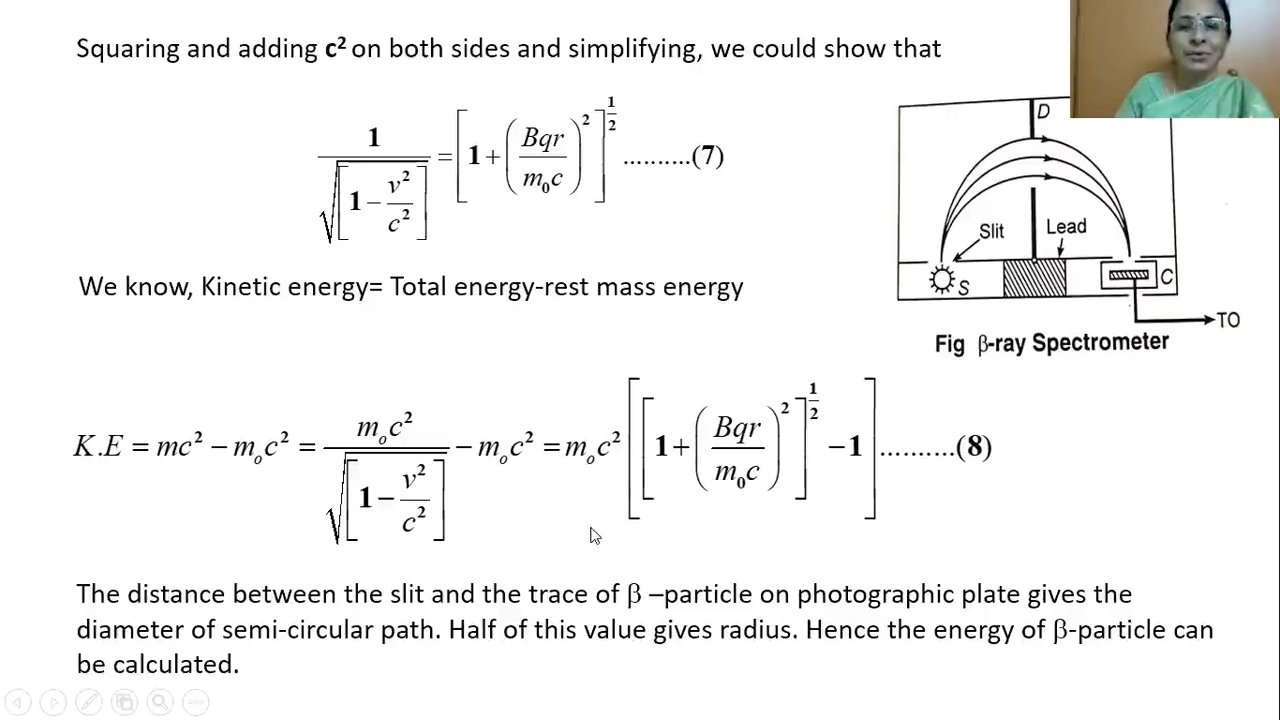 Squaring and adding c² on both sides and simplifying, we could show that
1/√[1 − v²/c²] = [1 + (Bqr/m₀c)²]^(1/2) ..........(7)
D
Slit
Lead
S
C
TO
Fig β-ray Spectrometer
We know, Kinetic energy= Total energy-rest mass energy
K.E = mc² − mₒc² = mₒc²/√[1 − v²/c²] − mₒc² = mₒc² [[1 + (Bqr/m₀c)²]^(1/2) − 1] ..........(8)
The distance between the slit and the trace of β –particle on photographic plate gives the
diameter of semi-circular path. Half of this value gives radius. Hence the energy of β-particle can
be calculated.